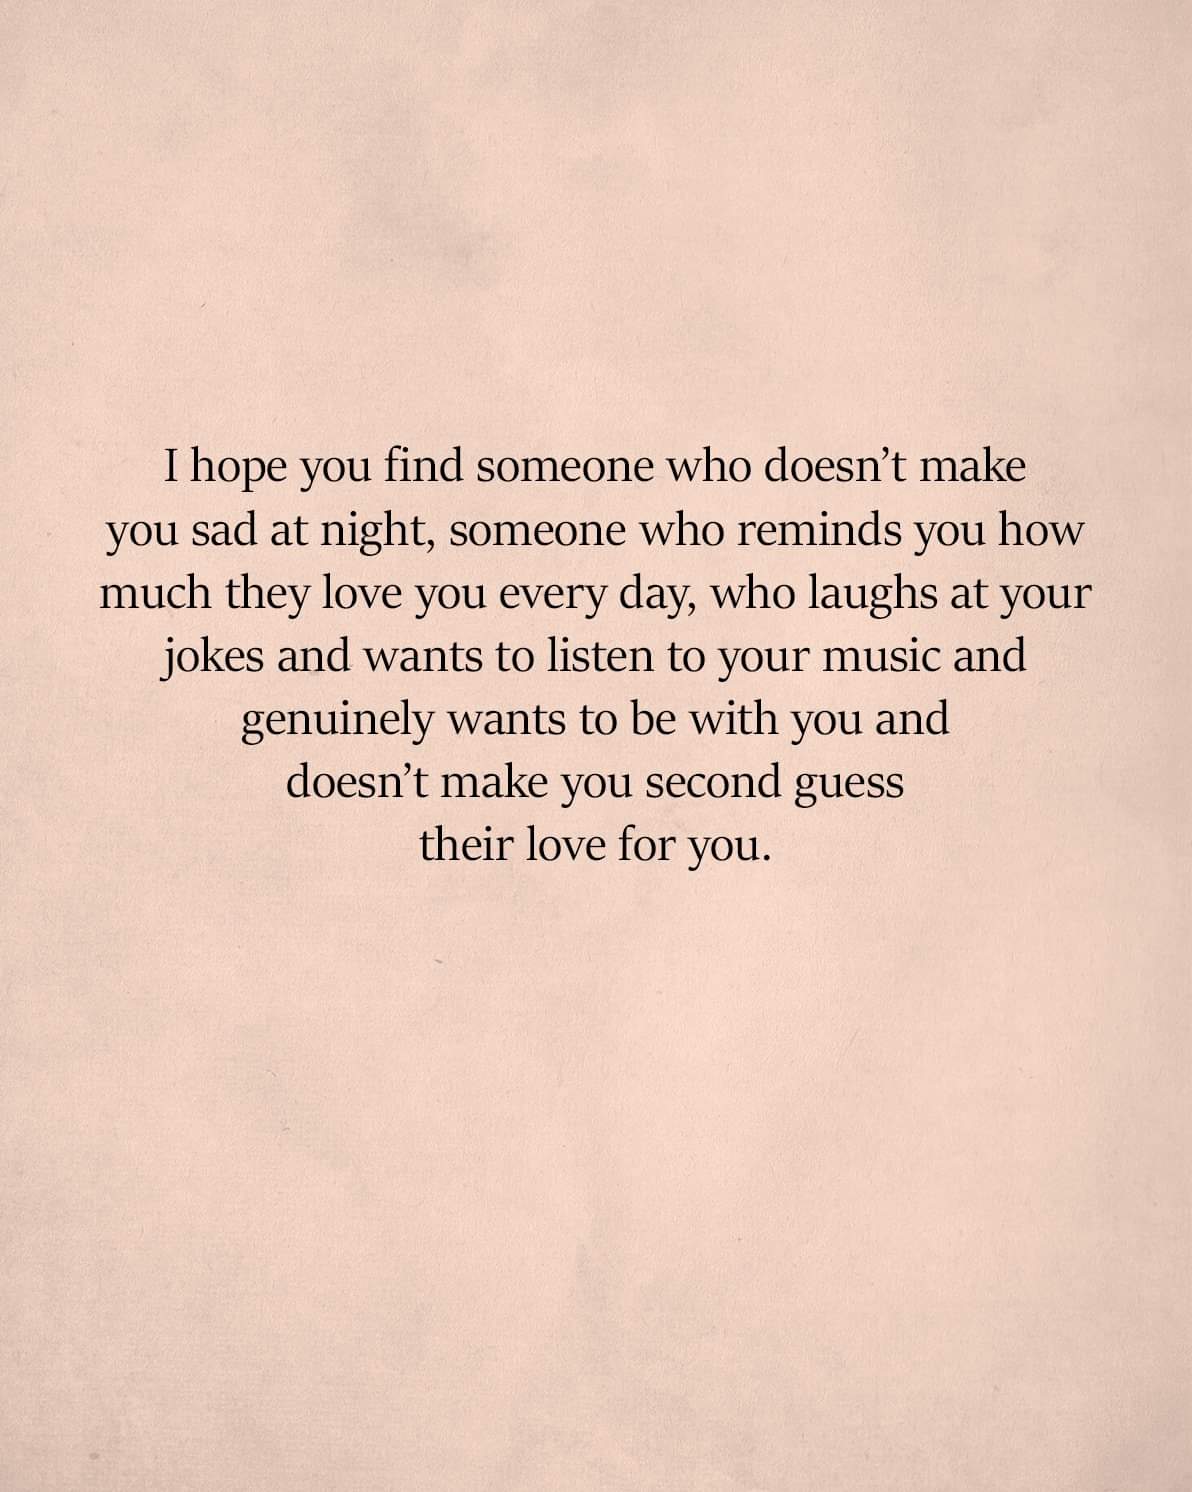 I hope you find someone who doesn’t make
you sad at night, someone who reminds you how
much they love you every day, who laughs at your
jokes and wants to listen to your music and
genuinely wants to be with you and
doesn’t make you second guess
their love for you.